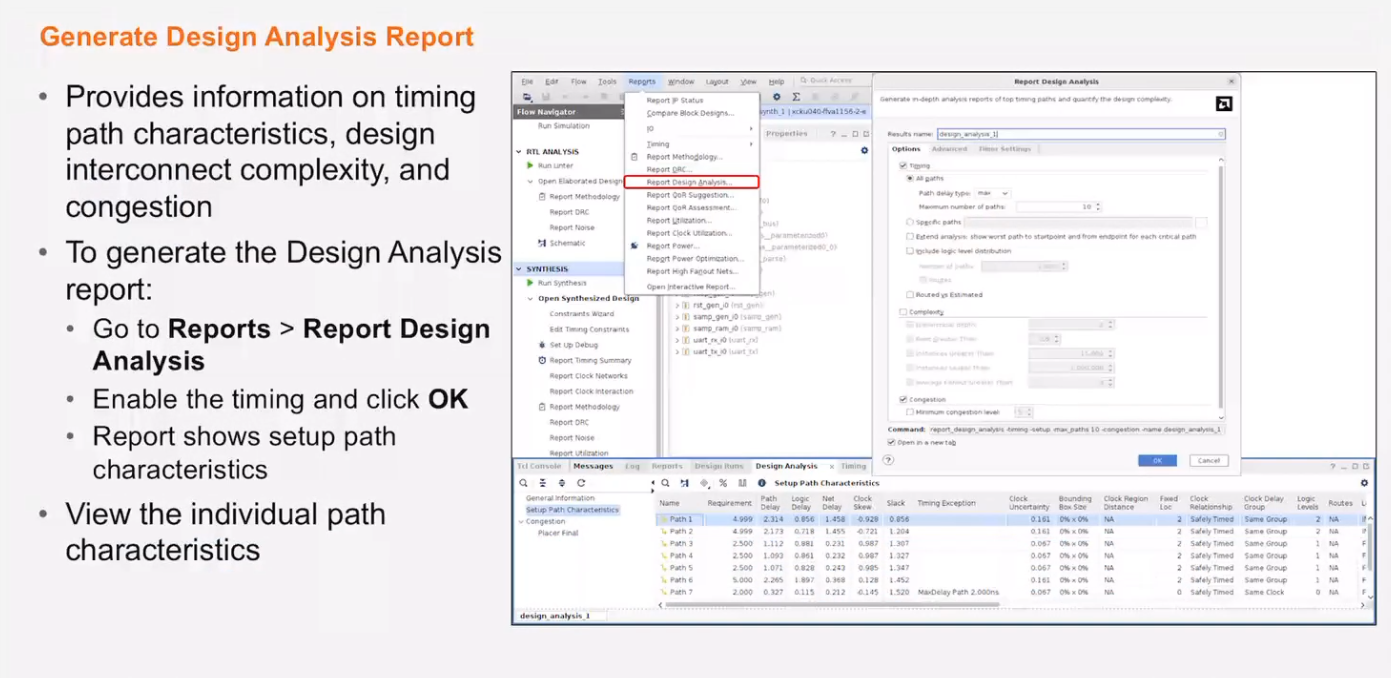 Generate Design Analysis Report
• Provides information on timing
path characteristics, design
interconnect complexity, and
congestion
• To generate the Design Analysis
report:
• Go to Reports > Report Design
Analysis
• Enable the timing and click OK
• Report shows setup path
characteristics
• View the individual path
characteristics
File Edit Flow Tools Reports Window Layout View Help Quick Access
Flow Navigator
Run Simulation
RTL ANALYSIS
Run Linter
Open Elaborated Design
Report Methodology
Report DRC
Report Noise
Schematic
SYNTHESIS
Run Synthesis
Open Synthesized Design
Constraints Wizard
Edit Timing Constraints
Set Up Debug
Report Timing Summary
Report Clock Networks
Report Clock Interaction
Report Methodology
Report DRC
Report Noise
Report Utilization
Report IP Status
Compare Block Designs...
IO
Timing
Report Methodology...
Report DRC...
Report Design Analysis...
Report QoR Suggestion...
Report QoR Assessment...
Report Utilization...
Report Clock Utilization...
Report Power...
Report Power Optimization...
Report High Fanout Nets...
Open Interactive Report...
synth_1 | xcku040-ffva1156-2-e
Properties
rst_gen_i0 (rst_gen)
samp_gen_i0 (samp_gen)
samp_ram_i0 (samp_ram)
uart_rx_i0 (uart_rx)
uart_tx_i0 (uart_tx)
Report Design Analysis
Generate in-depth analysis reports of top timing paths and quantify the design complexity.
Results name: design_analysis_1
Options Advanced Timer Settings
Timing
All paths
Path delay type: max
Maximum number of paths: 10
Specific paths
Extend analysis: show worst path to startpoint and from endpoint for each critical path
Include logic level distribution
Number of paths:
Routes
Routed vs Estimated
Complexity
Congestion
Minimum congestion level: 5
Command: report_design_analysis -timing -setup -max_paths 10 -congestion -name design_analysis_1
Open in a new tab
? OK Cancel
Tcl Console Messages Log Reports Design Runs Design Analysis × Timing
Setup Path Characteristics
General Information
Setup Path Characteristics
Congestion
Placer Final
Name Requirement Path Delay Logic Delay Net Delay Clock Skew Slack Timing Exception Clock Uncertainty Bounding Box Size Clock Region Distance Fixed Loc Clock Relationship Clock Delay Group Logic Levels Routes
Path 1 4.999 2.314 0.856 1.458 -0.929 0.856 0.161 0% x 0% NA 2 Safely Timed Same Group 2 NA
Path 2 4.999 2.173 0.718 1.455 -0.721 1.204 0.161 0% x 0% NA 2 Safely Timed Same Group 2 NA
Path 3 2.500 1.112 0.881 0.231 0.987 1.307 0.067 0% x 0% NA 2 Safely Timed Same Group 1 NA
Path 4 2.500 1.093 0.861 0.232 0.987 1.327 0.067 0% x 0% NA 2 Safely Timed Same Group 1 NA
Path 5 2.500 1.071 0.828 0.243 0.985 1.347 0.067 0% x 0% NA 2 Safely Timed Same Group 1 NA
Path 6 5.000 2.265 1.897 0.368 0.128 1.452 0.161 0% x 0% NA 2 Safely Timed Same Group 1 NA
Path 7 2.000 0.327 0.115 0.212 -0.145 1.520 MaxDelay Path 2.000ns 0.067 0% x 0% NA 0 Safely Timed Same Clock 0 NA
design_analysis_1